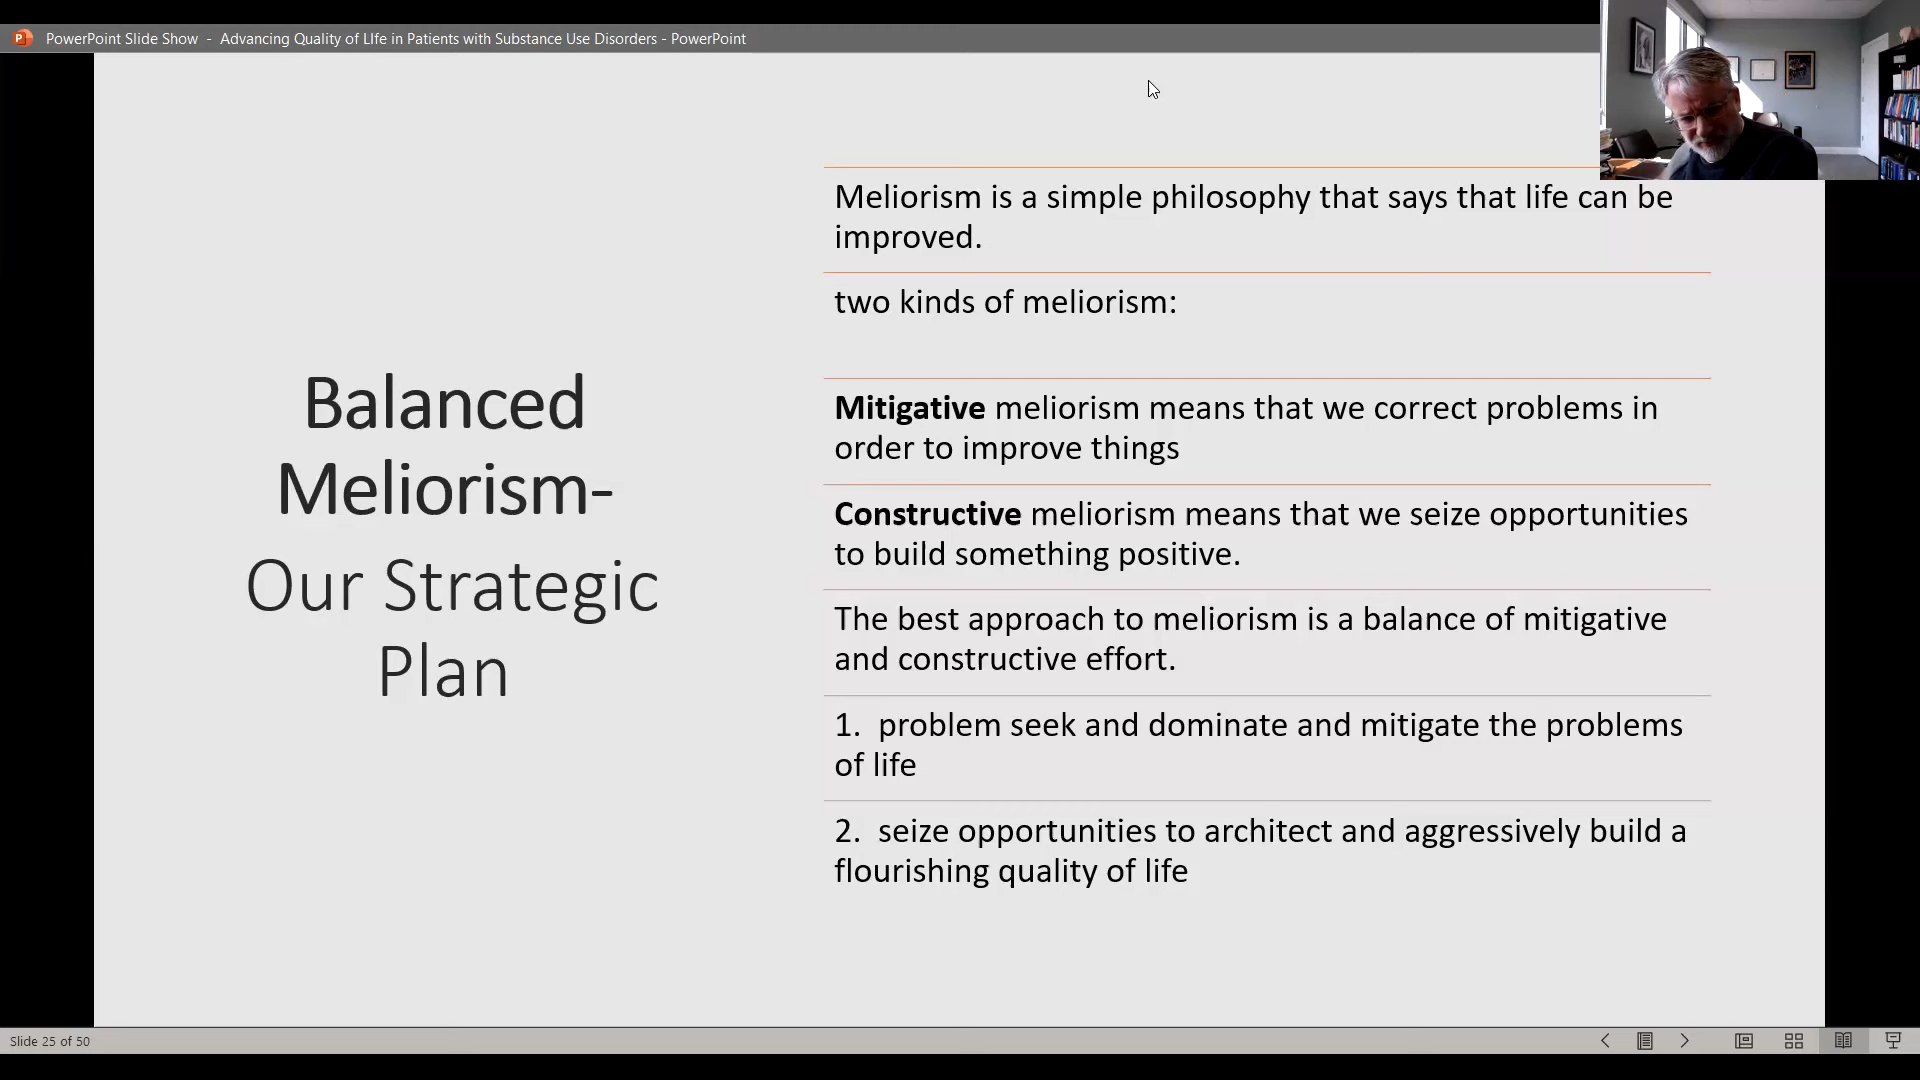 PowerPoint Slide Show - Advancing Quality of LIfe in Patients with Substance Use Disorders - PowerPoint
Balanced
Meliorism-
Our Strategic
Plan
Meliorism is a simple philosophy that says that life can be
improved.
two kinds of meliorism:
Mitigative meliorism means that we correct problems in
order to improve things
Constructive meliorism means that we seize opportunities
to build something positive.
The best approach to meliorism is a balance of mitigative
and constructive effort.
1. problem seek and dominate and mitigate the problems
of life
2. seize opportunities to architect and aggressively build a
flourishing quality of life
Slide 25 of 50